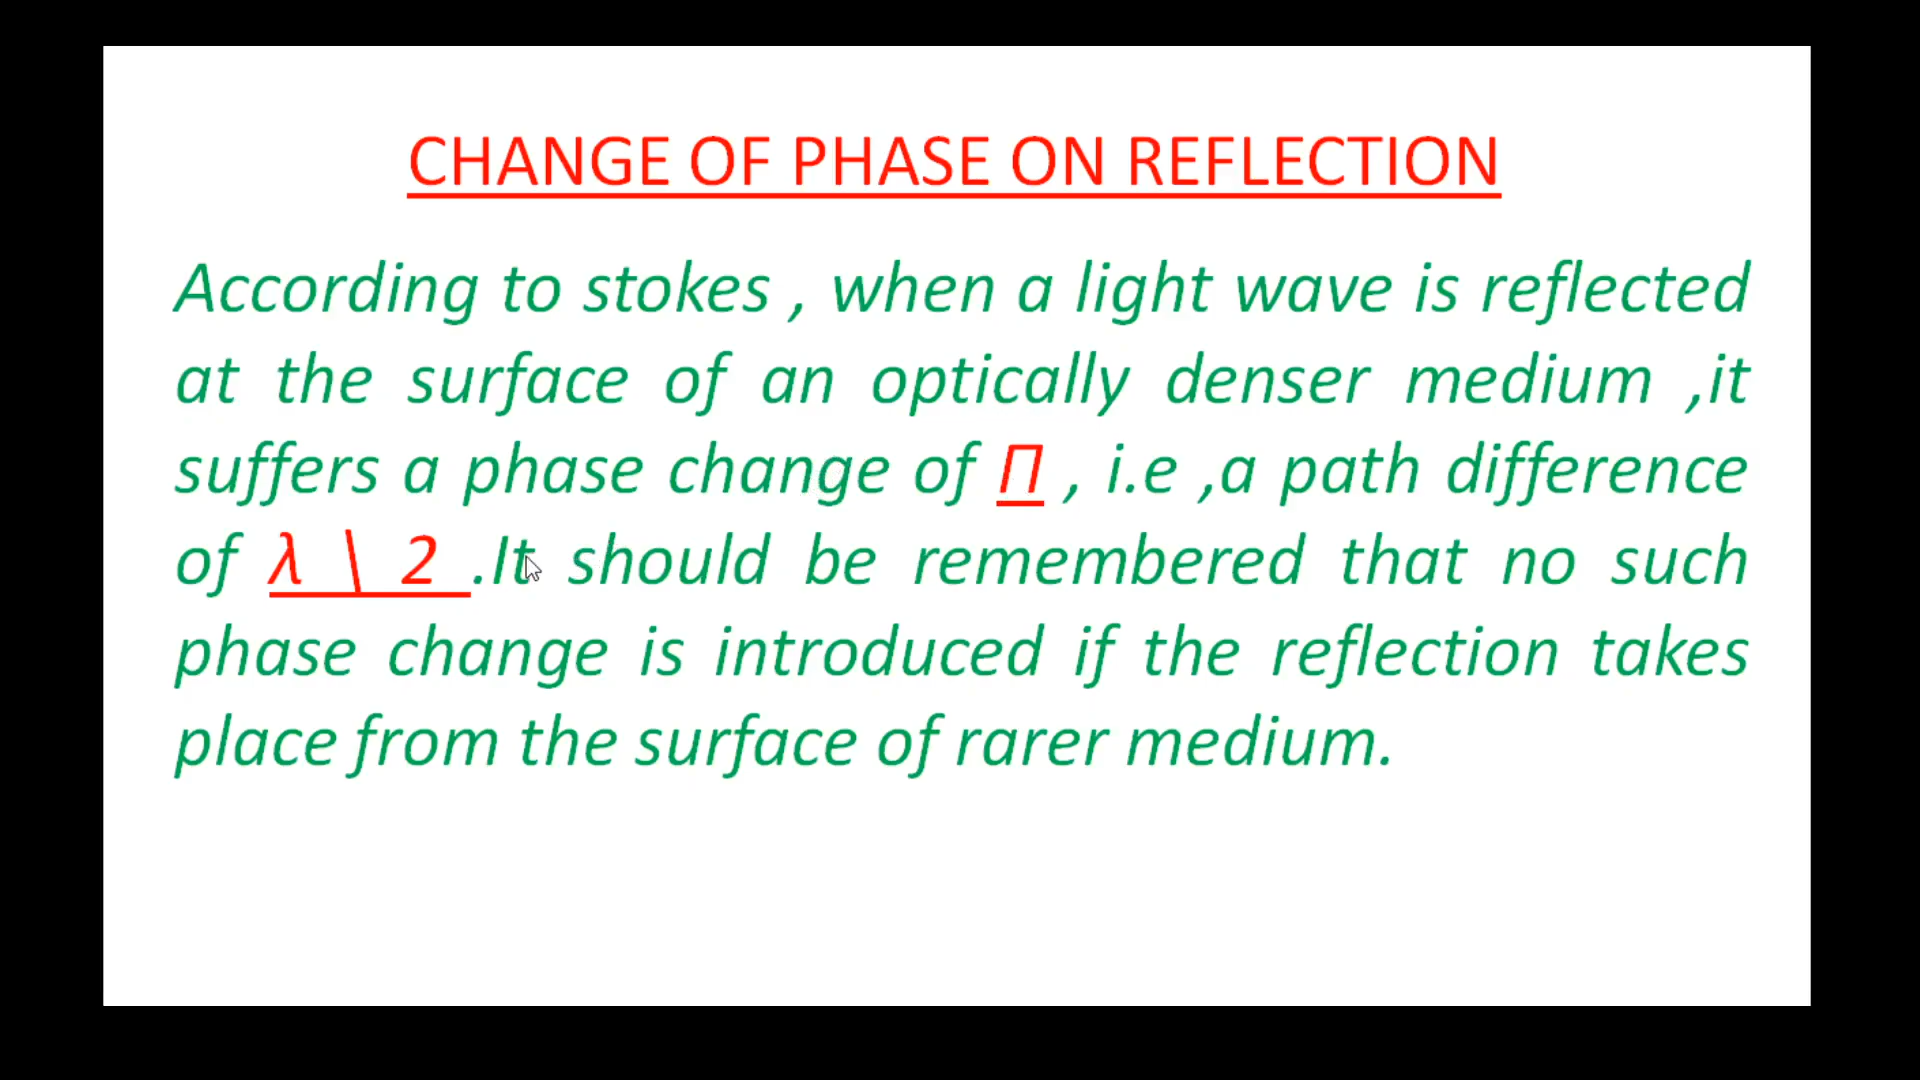 CHANGE OF PHASE ON REFLECTION
According to stokes , when a light wave is reflected
at the surface of an optically denser medium ,it
suffers a phase change of Π , i.e ,a path difference
of λ \ 2 .It should be remembered that no such
phase change is introduced if the reflection takes
place from the surface of rarer medium.